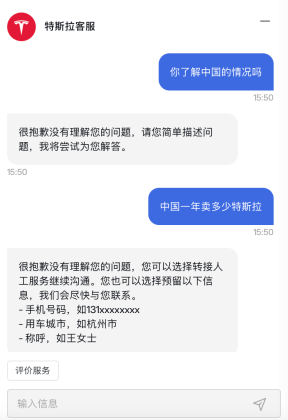 特斯拉客服
你了解中国的情况吗
15:50
很抱歉没有理解您的问题，请您简单描述问
题，我将尝试为您解答。
15:50
中国一年卖多少特斯拉
15:50
很抱歉没有理解您的问题，您可以选择转接人
工服务继续沟通。您也可以选择预留以下信
息，我们会尽快与您联系。
- 手机号码，如131xxxxxxxx
- 用车城市，如杭州市
- 称呼，如王女士
评价服务
输入信息